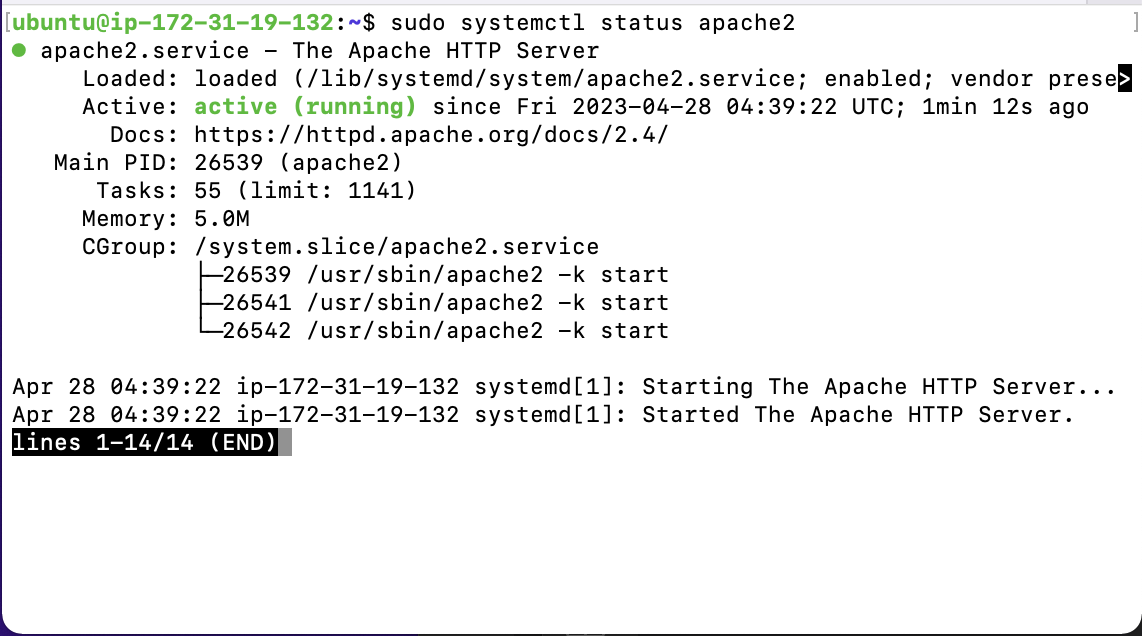 [ubuntu@ip-172-31-19-132:~$ sudo systemctl status apache2 ]
● apache2.service – The Apache HTTP Server
     Loaded: loaded (/lib/systemd/system/apache2.service; enabled; vendor prese>
     Active: active (running) since Fri 2023-04-28 04:39:22 UTC; 1min 12s ago
       Docs: https://httpd.apache.org/docs/2.4/
   Main PID: 26539 (apache2)
      Tasks: 55 (limit: 1141)
     Memory: 5.0M
     CGroup: /system.slice/apache2.service
             ├─26539 /usr/sbin/apache2 -k start
             ├─26541 /usr/sbin/apache2 -k start
             └─26542 /usr/sbin/apache2 -k start
Apr 28 04:39:22 ip-172-31-19-132 systemd[1]: Starting The Apache HTTP Server...
Apr 28 04:39:22 ip-172-31-19-132 systemd[1]: Started The Apache HTTP Server.
lines 1-14/14 (END)